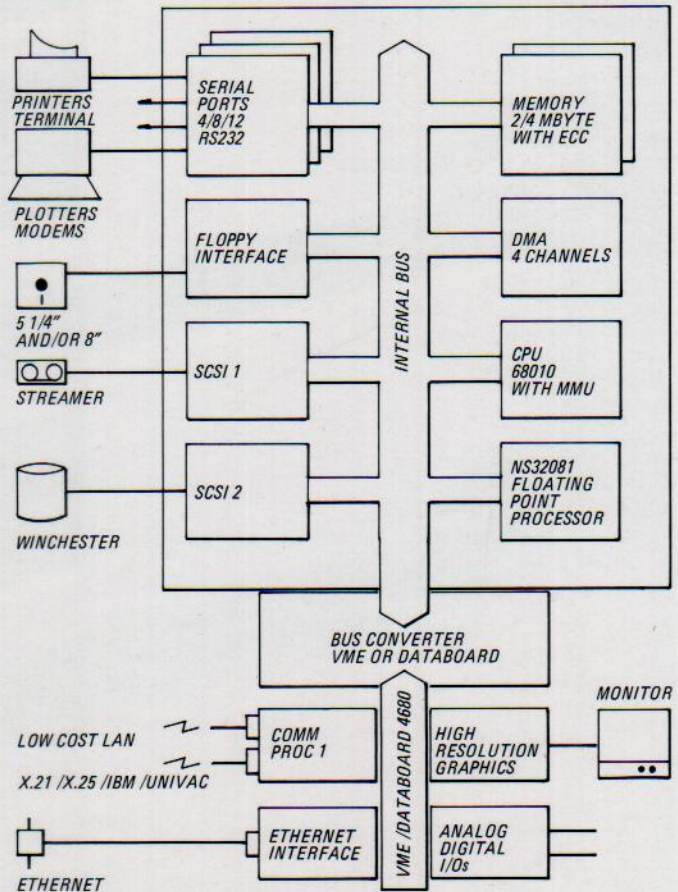 PRINTERS
TERMINAL
PLOTTERS
MODEMS
5 1/4"
AND/OR 8"
STREAMER
WINCHESTER
SERIAL
PORTS
4/8/12
RS232
FLOPPY
INTERFACE
SCSI 1
SCSI 2
INTERNAL BUS
MEMORY
2/4 MBYTE
WITH ECC
DMA
4 CHANNELS
CPU
68010
WITH MMU
NS32081
FLOATING
POINT
PROCESSOR
BUS CONVERTER
VME OR DATABOARD
LOW COST LAN
X.21 /X.25 /IBM /UNIVAC
ETHERNET
COMM
PROC 1
ETHERNET
INTERFACE
VME /DATABOARD 4680
HIGH
RESOLUTION
GRAPHICS
ANALOG
DIGITAL
I/Os
MONITOR